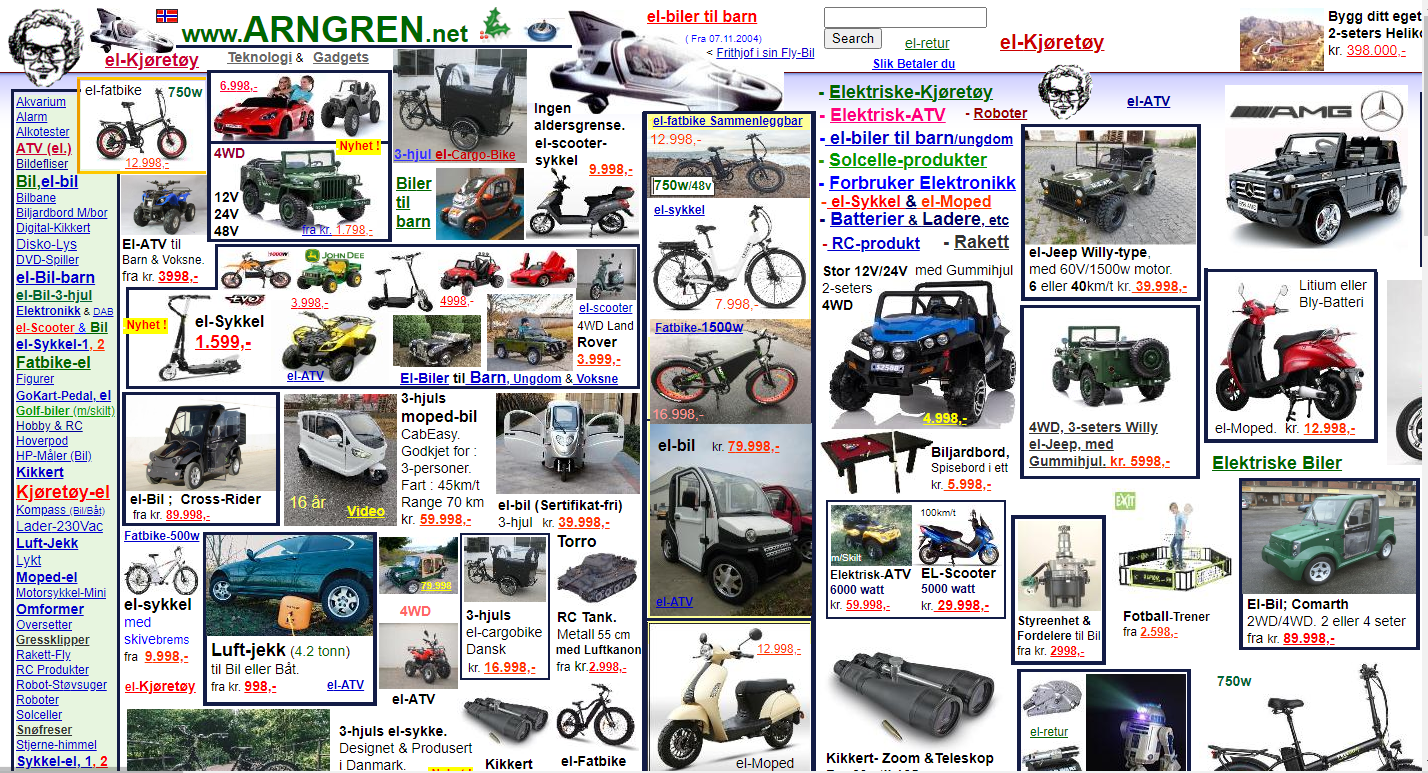 www.ARNGREN.net
el-Kjøretøy
Teknologi & Gadgets
el-biler til barn
( Fra 07.11.2004)
< Frithjof i sin Fly-Bil
Search
el-retur
Slik Betaler du
el-Kjøretøy
Bygg ditt eget
2-seters Heliko
kr. 398.000,-
Akvarium
Alarm
Alkotester
ATV (el.)
Bildefliser
Bil,el-bil
Bilbane
Biljardbord M/bor
Digital-Kikkert
Disko-Lys
DVD-Spiller
el-Bil-barn
el-Bil-3-hjul
Elektronikk & DAB
el-Scooter & Bil
el-Sykkel-1, 2
Fatbike-el
Figurer
GoKart-Pedal, el
Golf-biler (m/skilt)
Hobby & RC
Hoverpod
HP-Måler (Bil)
Kikkert
Kjøretøy-el
Kompass (Bil/Båt)
Lader-230Vac
Luft-Jekk
Lykt
Moped-el
Motorsykkel-Mini
Omformer
Oversetter
Gressklipper
Rakett-Fly
RC Produkter
Robot-Støvsuger
Roboter
Solceller
Snøfreser
Stjerne-himmel
Sykkel-el, 1, 2
el-fatbike 750w
12.998,-
6.998,-
Nyhet !
4WD
12V
24V
48V
fra kr. 1.798,-
3-hjul el-Cargo-Bike
Biler
til
barn
Ingen
aldersgrense.
el-scooter-
sykkel
9.998,-
El-ATV til
Barn & Voksne.
fra kr. 3998,-
1000W
JOHN DEERE
3.998,-
4998,-
el-scooter
Nyhet !
EVO
el-Sykkel
1.599,-
el-ATV
4WD Land
Rover
3.999,-
El-Biler til Barn, Ungdom & Voksne
el-fatbike Sammenleggbar
12.998,-
750w/48v
el-sykkel
7.998,-
Fatbike-1500w
16.998,-
el-bil kr. 79.998,-
el-ATV
12.998,-
el-Moped
el-Bil ; Cross-Rider
fra kr. 89.998,-
16 år
Video
3-hjuls
moped-bil
CabEasy.
Godkjet for :
3-personer.
Fart : 45km/t
Range 70 km
kr. 59.998,-
el-bil (Sertifikat-fri)
3-hjul kr. 39.998,-
Fatbike-500w
el-sykkel
med
skivebrems
fra 9.998,-
el-Kjøretøy
Luft-jekk (4.2 tonn)
til Bil eller Båt.
fra kr. 998,-
el-ATV
79.998
4WD
el-ATV
3-hjuls
el-cargobike
Dansk
kr. 16.998,-
Torro
RC Tank.
Metall 55 cm
med Luftkanon
fra kr.2.998,-
3-hjuls el-sykke.
Designet & Produsert
i Danmark.
Nyhet !
Kikkert
el-Fatbike
- Elektriske-Kjøretøy
- Elektrisk-ATV - Roboter
- el-biler til barn/ungdom
- Solcelle-produkter
- Forbruker Elektronikk
- el-Sykkel & el-Moped
- Batterier & Ladere, etc
- RC-produkt - Rakett
Stor 12V/24V med Gummihjul
2-seters
4WD
S2588
4.998,-
Biljardbord,
Spisebord i ett
kr. 5.998,-
m/Skilt
Elektrisk-ATV
6000 watt
kr. 59.998,-
100km/t
EL-Scooter
5000 watt
kr. 29.998,-
Kikkert- Zoom &Teleskop
el-ATV
el-Jeep Willy-type,
med 60V/1500w motor.
6 eller 40km/t kr. 39.998,-
4WD, 3-seters Willy
el-Jeep, med
Gummihjul. kr. 5998,-
Styreenhet &
Fordelere til Bil
fra kr. 2998,-
EXIT
Fotball-Trener
fra 2.598,-
el-retur
AMG
Litium eller
Bly-Batteri
el-Moped. kr. 12.998,-
Elektriske Biler
El-Bil; Comarth
2WD/4WD. 2 eller 4 seter
fra kr. 89.998,-
750w